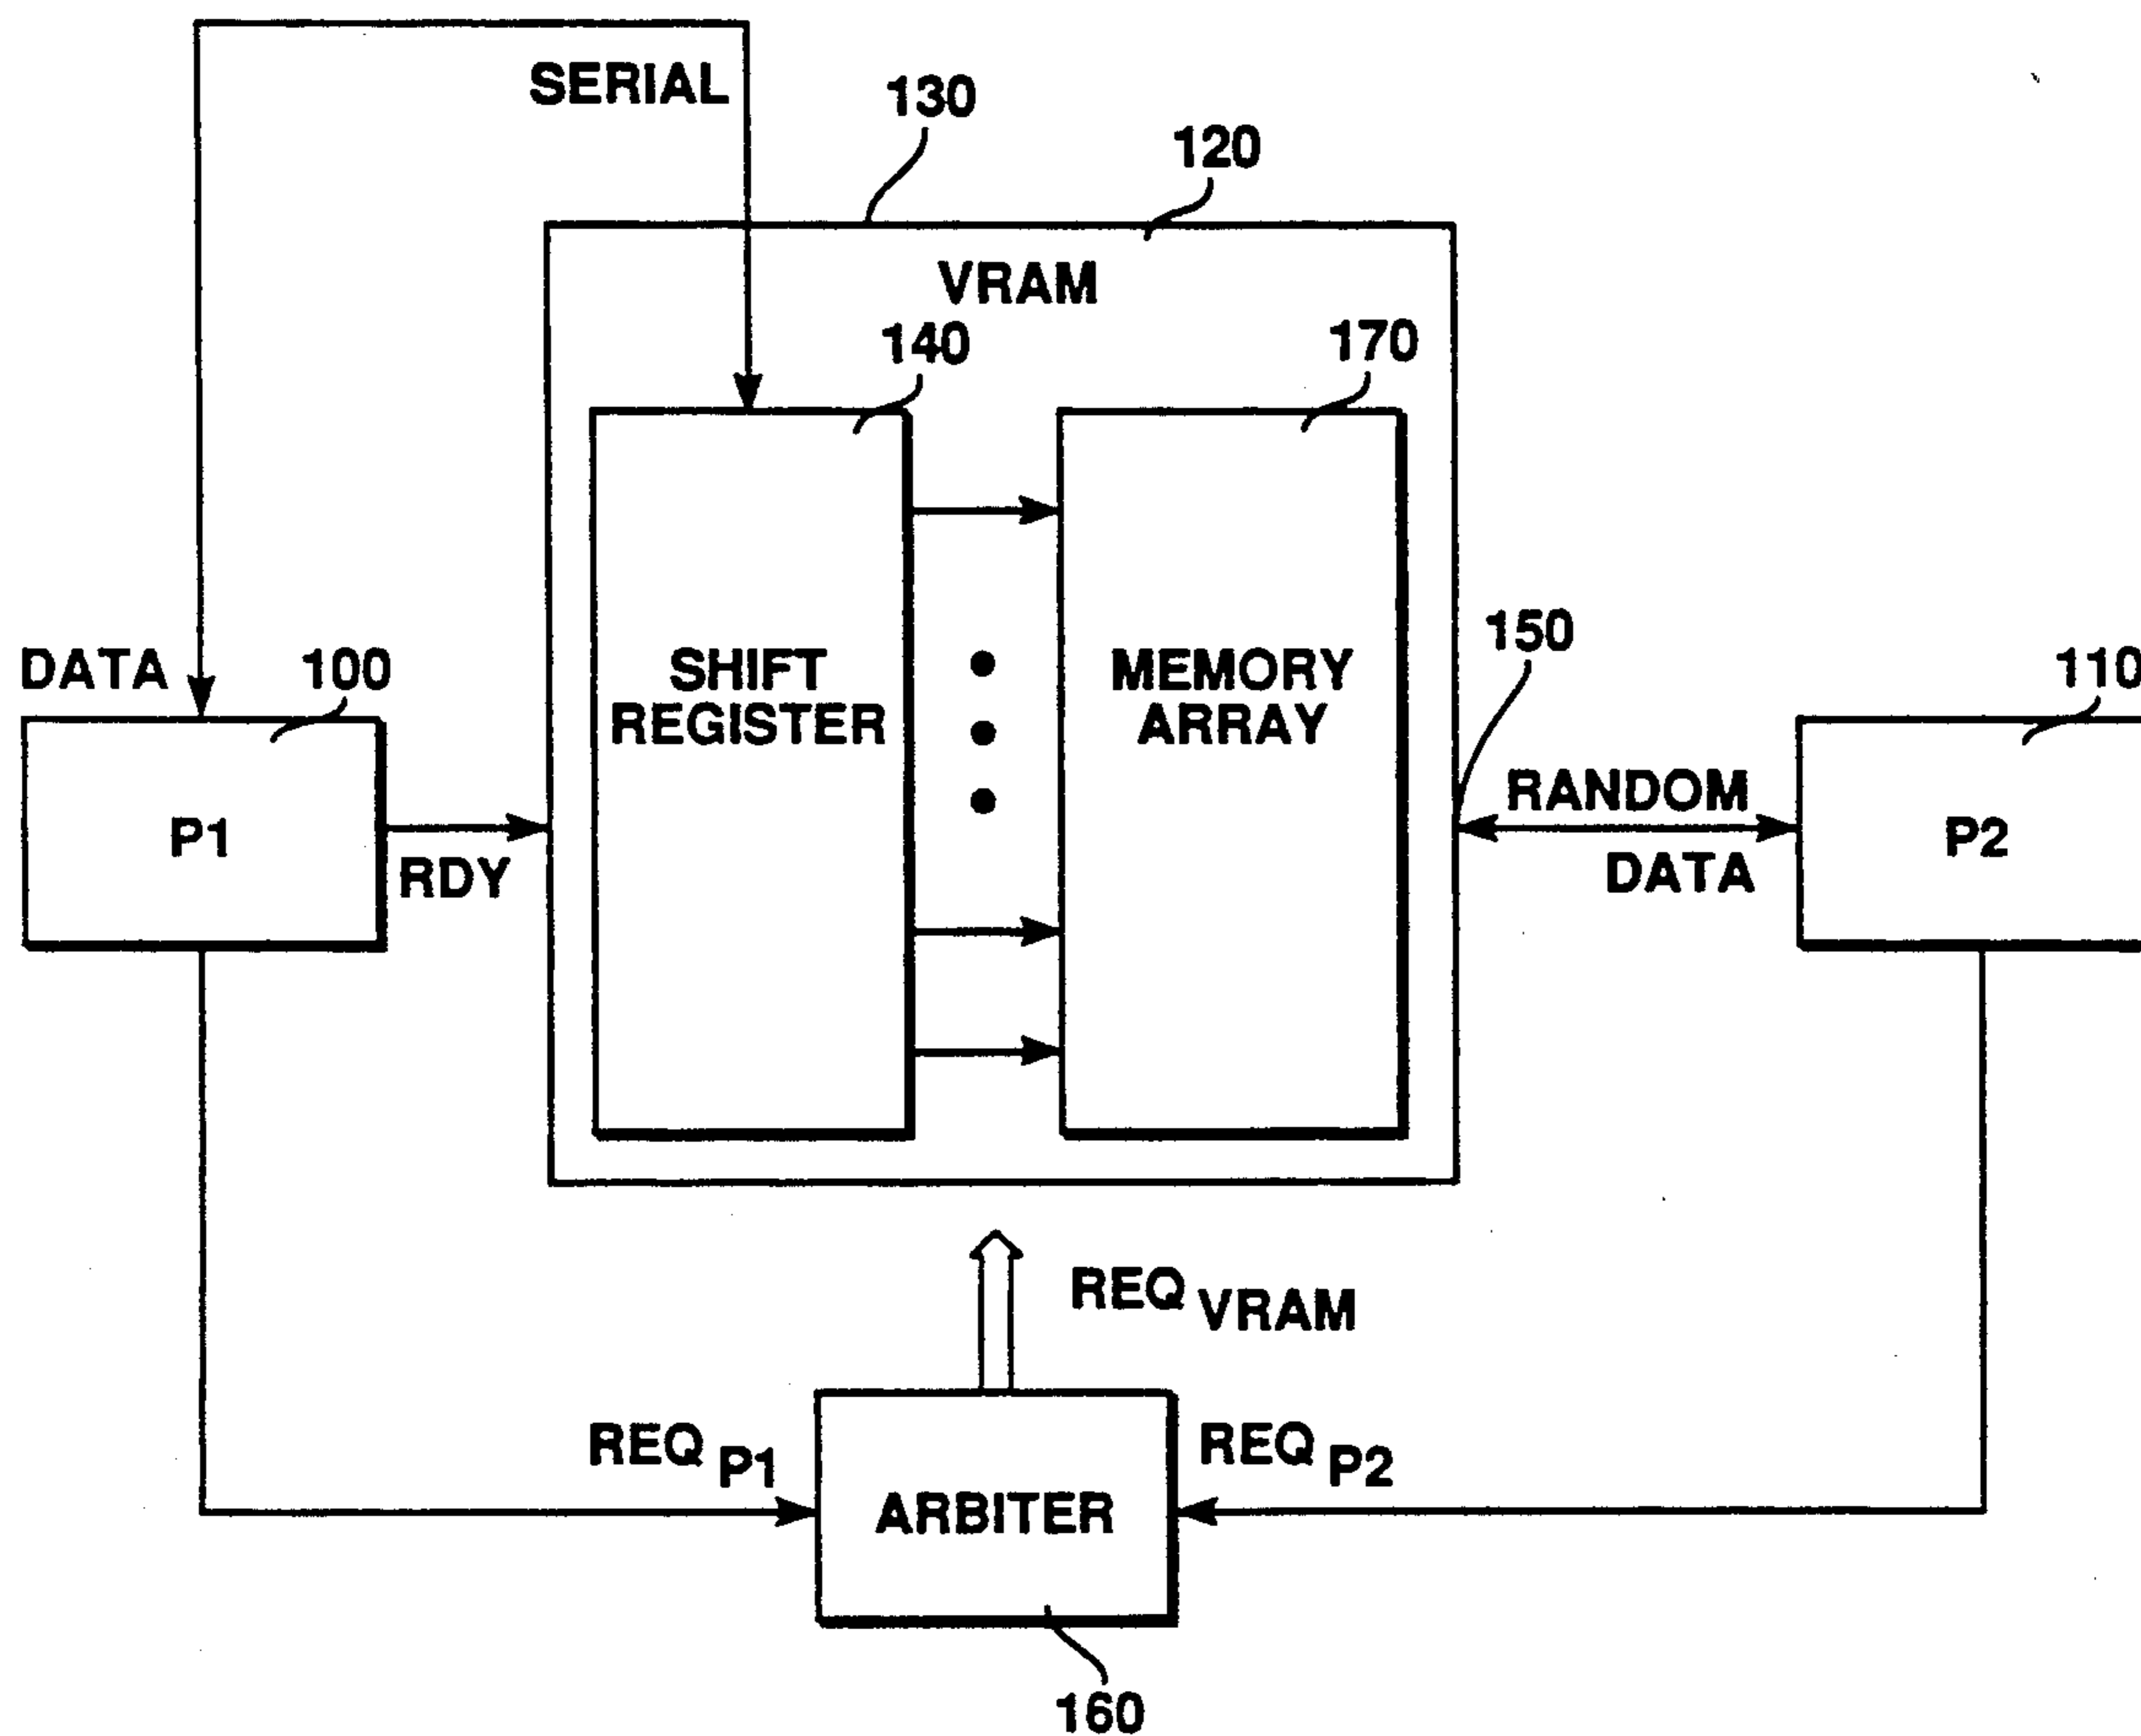 SERIAL
130
120
VRAM
140
170
DATA
100
SHIFT
REGISTER
MEMORY
ARRAY
150
110
P1
RDY
RANDOM
DATA
P2
REQ VRAM
REQ P1
REQ P2
ARBITER
160